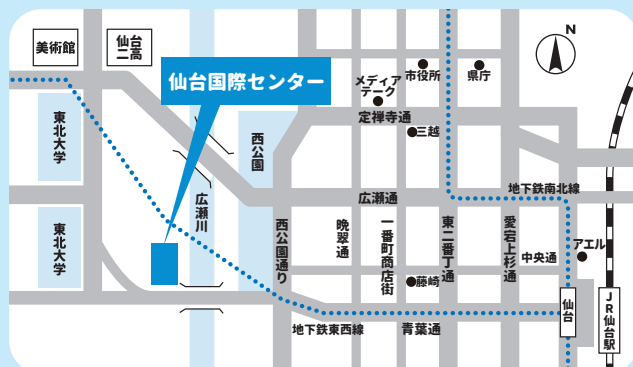 美術館
仙台
二高
N
仙台国際センター
メディア
テーク
市役所
県庁
定禅寺通
三越
東北大学
西公園
広瀬川
広瀬通
地下鉄南北線
東北大学
西公園通り
晩翠通
一番町商店街
東二番丁通
愛宕上杉通
中央通
アエル
藤崎
仙台
JR仙台駅
地下鉄東西線
青葉通